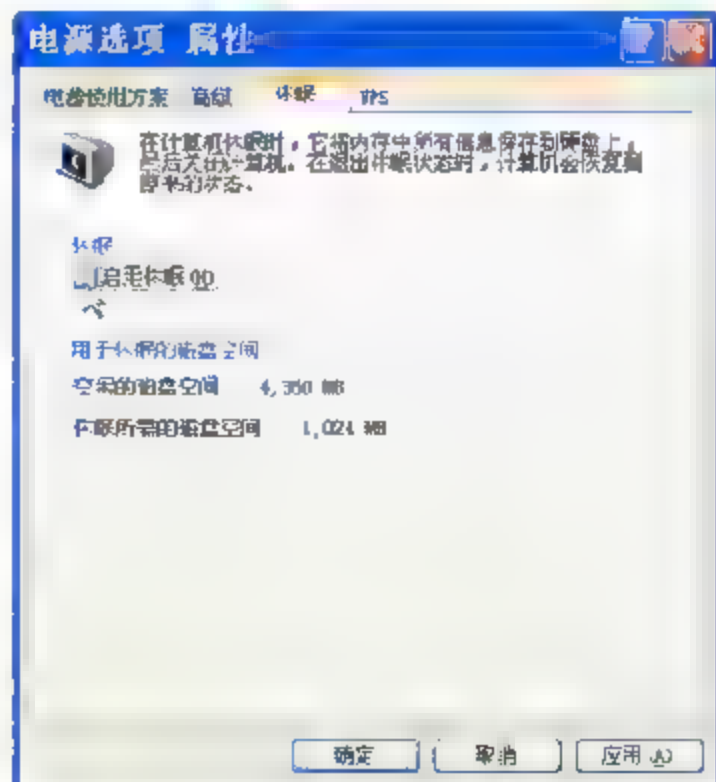 电源选项 属性
电源使用方案 高级 休眠 UPS
在计算机休眠时，它将内存中所有信息保存到硬盘上，
然后关闭计算机。在退出休眠状态时，计算机会恢复到
原来的状态。
休眠
启用休眠(H)
用于休眠的磁盘空间
空闲的磁盘空间 4,350 MB
休眠所需的磁盘空间 1,024 MB
确定 取消 应用(A)